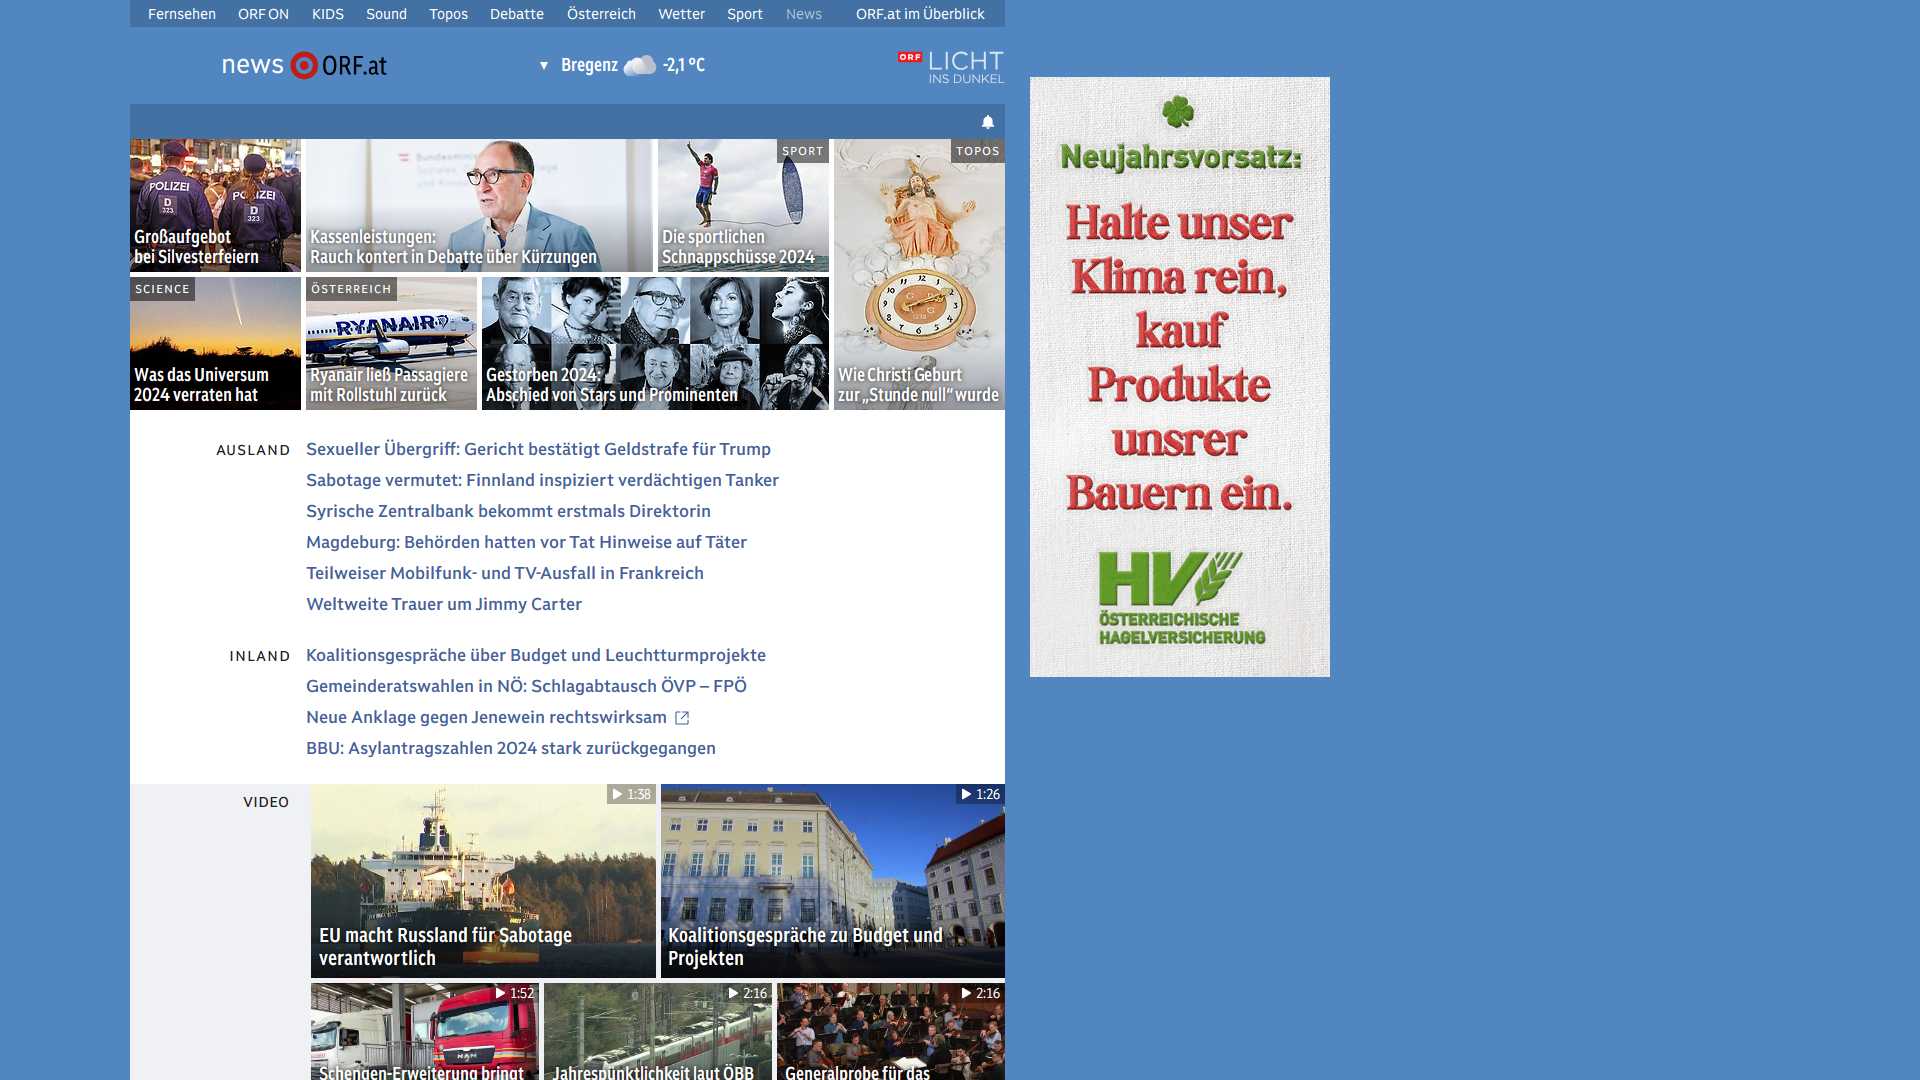 Fernsehen ORF ON KIDS Sound Topos Debatte Österreich Wetter Sport News ORF.at im Überblick
news ORF.at
Bregenz -2,1 ºC
ORF LICHT
INS DUNKEL
POLIZEI
D
323
POLIZEI
D
323
Großaufgebot
bei Silvesterfeiern
Kassenleistungen:
Rauch kontert in Debatte über Kürzungen
SPORT
Die sportlichen
Schnappschüsse 2024
TOPOS
Wie Christi Geburt
zur „Stunde null“ wurde
SCIENCE
Was das Universum
2024 verraten hat
ÖSTERREICH
RYANAIR
Ryanair ließ Passagiere
mit Rollstuhl zurück
Gestorben 2024:
Abschied von Stars und Prominenten
AUSLAND
Sexueller Übergriff: Gericht bestätigt Geldstrafe für Trump
Sabotage vermutet: Finnland inspiziert verdächtigen Tanker
Syrische Zentralbank bekommt erstmals Direktorin
Magdeburg: Behörden hatten vor Tat Hinweise auf Täter
Teilweiser Mobilfunk- und TV-Ausfall in Frankreich
Weltweite Trauer um Jimmy Carter
INLAND
Koalitionsgespräche über Budget und Leuchtturmprojekte
Gemeinderatswahlen in NÖ: Schlagabtausch ÖVP – FPÖ
Neue Anklage gegen Jenewein rechtswirksam
BBU: Asylantragszahlen 2024 stark zurückgegangen
VIDEO
1:38
EU macht Russland für Sabotage
verantwortlich
1:26
Koalitionsgespräche zu Budget und
Projekten
1:52
MAN
Schengen-Erweiterung bringt
2:16
Jahrespünktlichkeit laut ÖBB
2:16
Generalprobe für das
Neujahrsvorsatz:
Halte unser
Klima rein,
kauf
Produkte
unsrer
Bauern ein.
HV
ÖSTERREICHISCHE
HAGELVERSICHERUNG